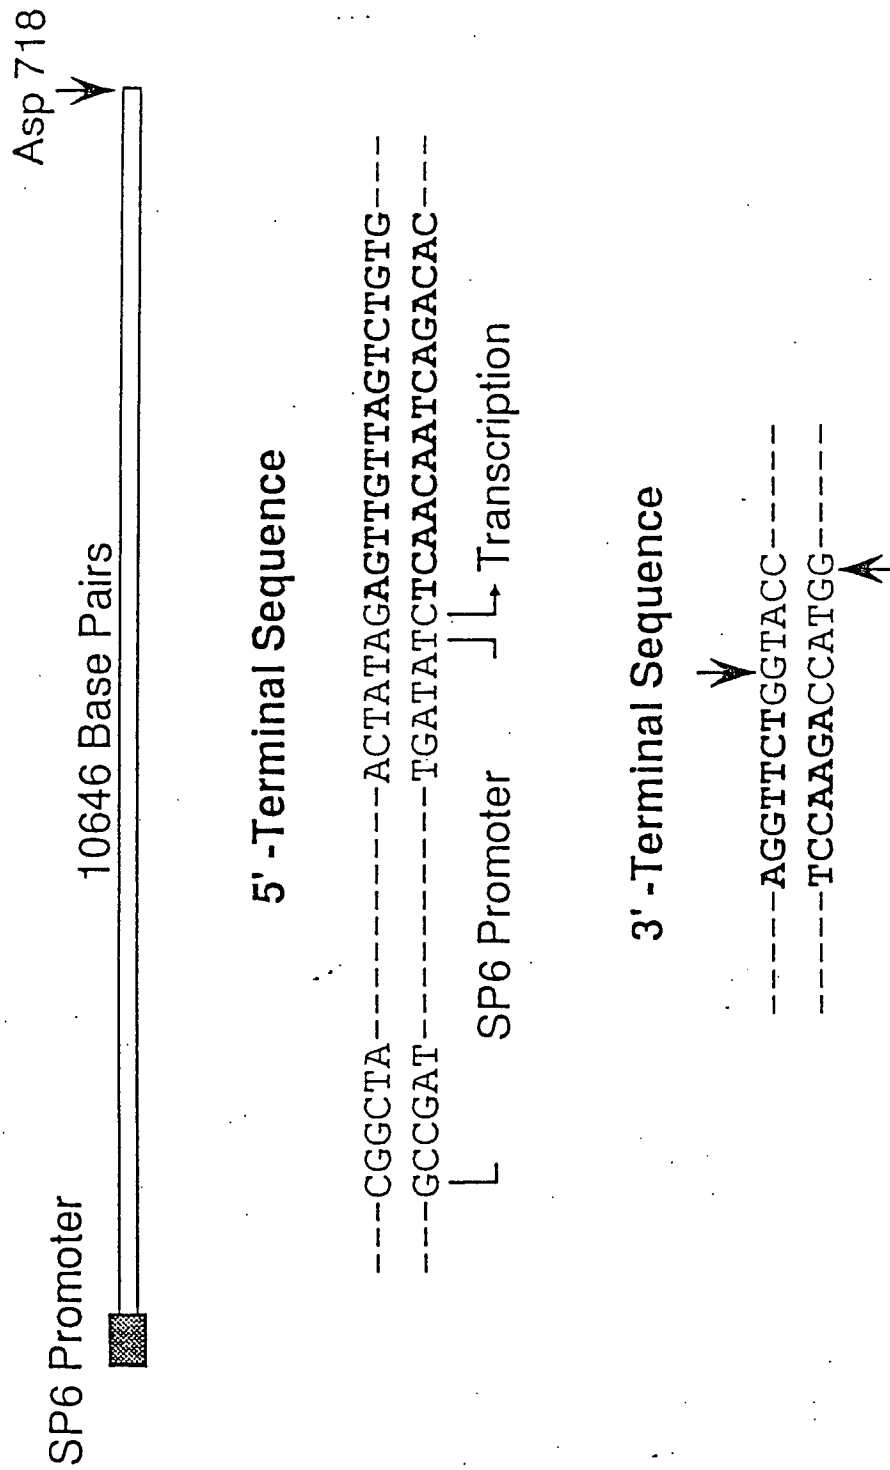 Asp 718
SP6 Promoter
10646 Base Pairs
5'-Terminal Sequence
---CGGCTA----------ACTATAGAGTTGTTAGTCTGTG---
---GCCGAT----------TGATATCTCAACAATCAGACAC---
SP6 Promoter
Transcription
3'-Terminal Sequence
-----AGGTTCTGGTACC------
-----TCCAAGACCATGG------